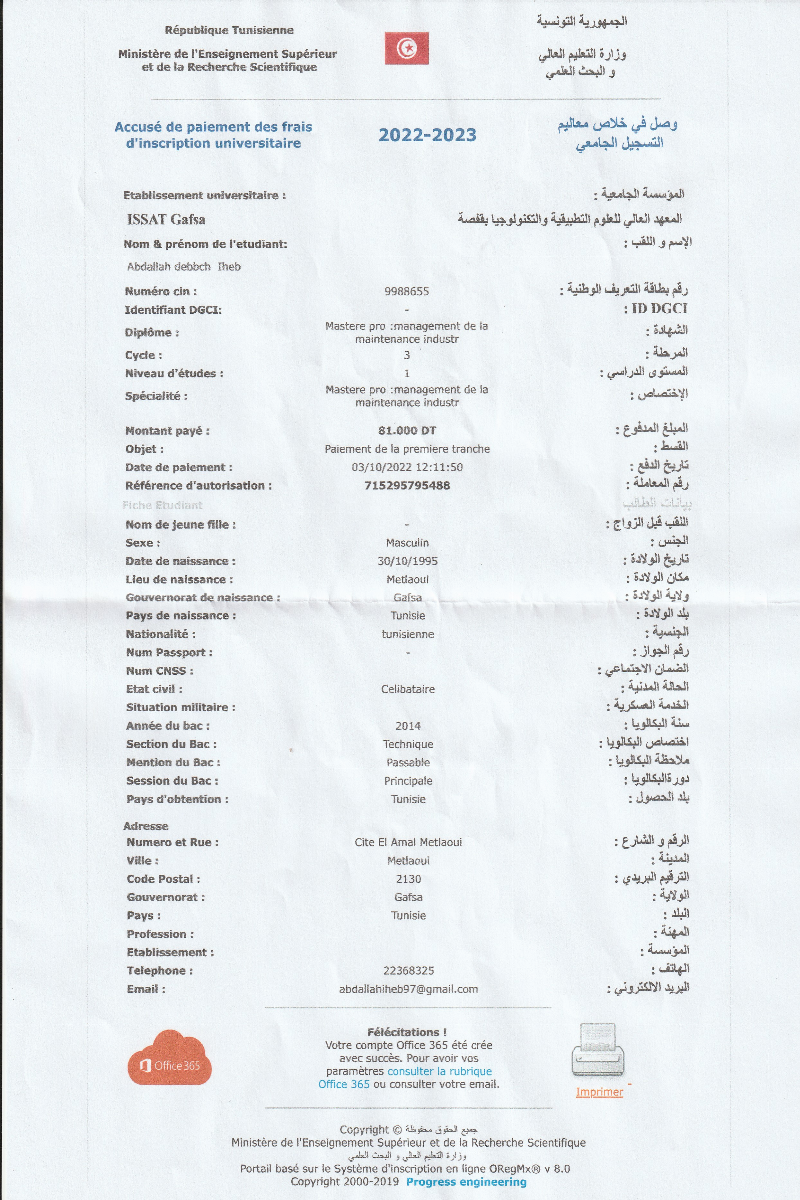 République Tunisienne
الجمهورية التونسية
Ministère de l'Enseignement Supérieur
et de la Recherche Scientifique
وزارة التعليم العالي
و البحث العلمي
Accusé de paiement des frais
d'inscription universitaire
2022-2023
وصل في خلاص معاليم
التسجيل الجامعي
Etablissement universitaire :
المؤسسة الجامعية :
ISSAT Gafsa
المعهد العالي للعلوم التطبيقية والتكنولوجيا بقفصة
Nom & prénom de l'etudiant:
الإسم و اللقب :
Abdallah debbch Iheb
Numéro cin : 9988655 رقم بطاقة التعريف الوطنية :
Identifiant DGCI: - ID DGCI :
Diplôme : Mastere pro :management de la
maintenance industr الشهادة :
Cycle : 3 المرحلة :
Niveau d'études : 1 المستوى الدراسي :
Spécialité : Mastere pro :management de la
maintenance industr الإختصاص :
Montant payé : 81.000 DT المبلغ المدفوع :
Objet : Paiement de la premiere tranche القسط :
Date de paiement : 03/10/2022 12:11:50 تاريخ الدفع :
Référence d'autorisation : 715295795488 رقم المعاملة :
Fiche Etudiant بيانات الطالب
Nom de jeune fille : - اللقب قبل الزواج :
Sexe : Masculin الجنس :
Date de naissance : 30/10/1995 تاريخ الولادة :
Lieu de naissance : Metlaoui مكان الولادة :
Gouvernorat de naissance : Gafsa ولاية الولادة :
Pays de naissance : Tunisie بلد الولادة :
Nationalité : tunisienne الجنسية :
Num Passport : - رقم الجواز :
Num CNSS : الضمان الاجتماعي :
Etat civil : Celibataire الحالة المدنية :
Situation militaire : الخدمة العسكرية :
Année du bac : 2014 سنة البكالويا :
Section du Bac : Technique اختصاص البكالويا :
Mention du Bac : Passable ملاحظة البكالويا :
Session du Bac : Principale دورةالبكالويا :
Pays d'obtention : Tunisie بلد الحصول :
Adresse
Numero et Rue : Cite El Amal Metlaoui الرقم و الشارع :
Ville : Metlaoui المدينة :
Code Postal : 2130 الترقيم البريدي :
Gouvernorat : Gafsa الولاية :
Pays : Tunisie البلد :
Profession : المهنة :
Etablissement : المؤسسة :
Telephone : 22368325 الهاتف :
Email : abdallahiheb97@gmail.com البريد الالكتروني :
Office 365
Félécitations !
Votre compte Office 365 été crée
avec succès. Pour avoir vos
paramètres consulter la rubrique
Office 365 ou consulter votre email.
Imprimer
Copyright © جميع الحقوق محفوظة
Ministère de l'Enseignement Supérieur et de la Recherche Scientifique
وزارة التعليم العالي و البحث العلمي
Portail basé sur le Système d'inscription en ligne ORegMx® v 8.0
Copyright 2000-2019 Progress engineering